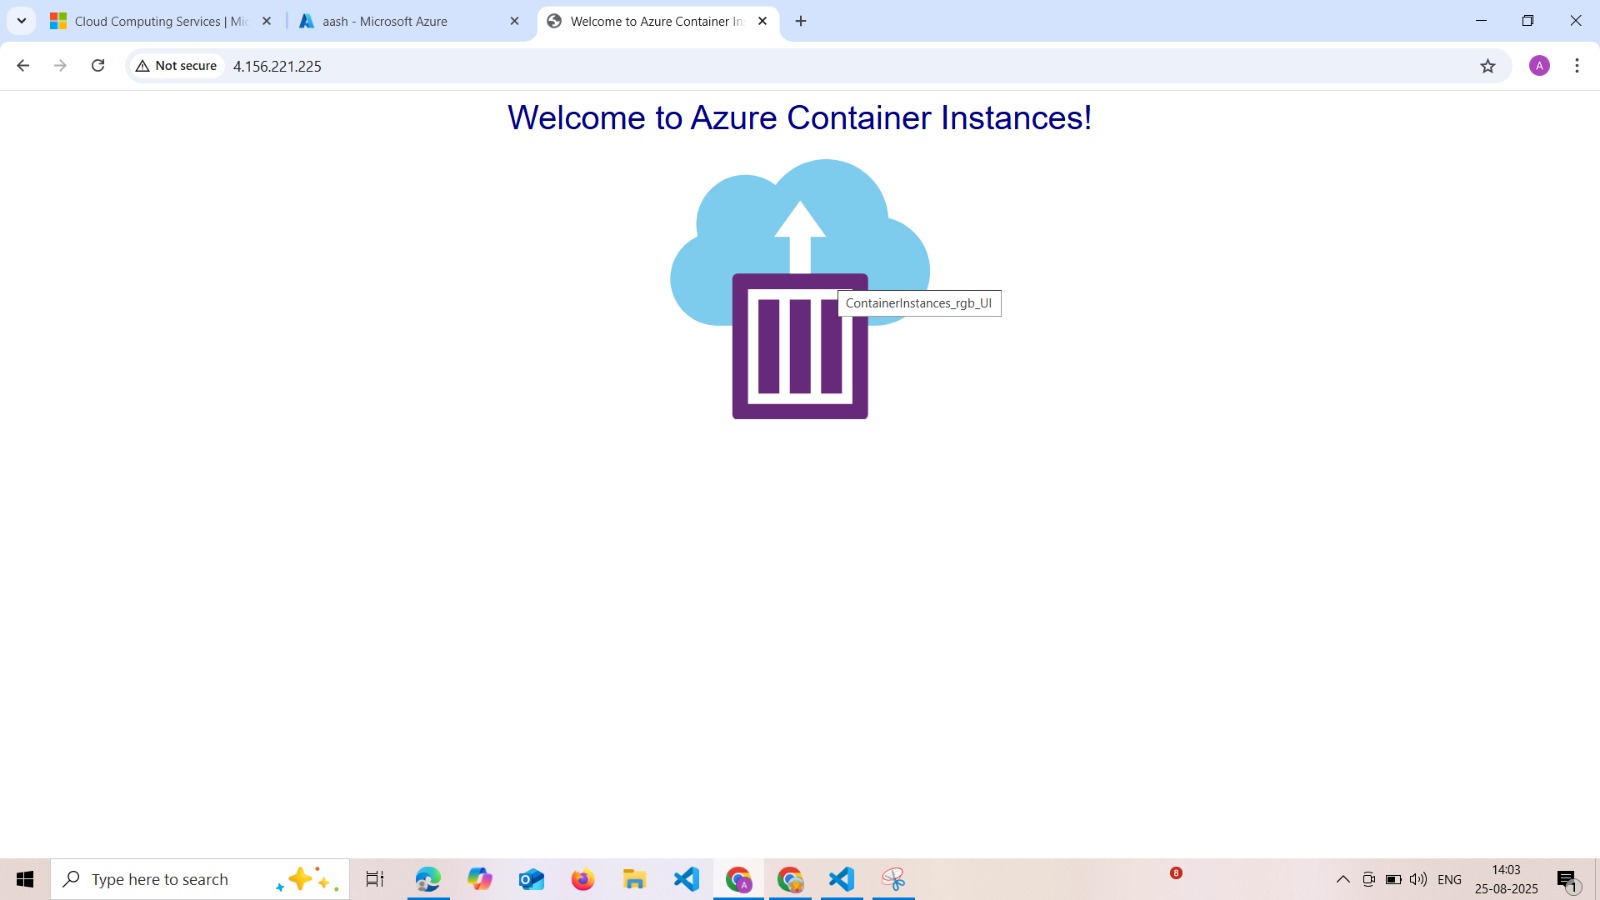 Cloud Computing Services | Mic
aash - Microsoft Azure
Welcome to Azure Container In
Not secure
4.156.221.225
A
Welcome to Azure Container Instances!
ContainerInstances_rgb_UI
Type here to search
A
8
ENG
14:03
25-08-2025
1